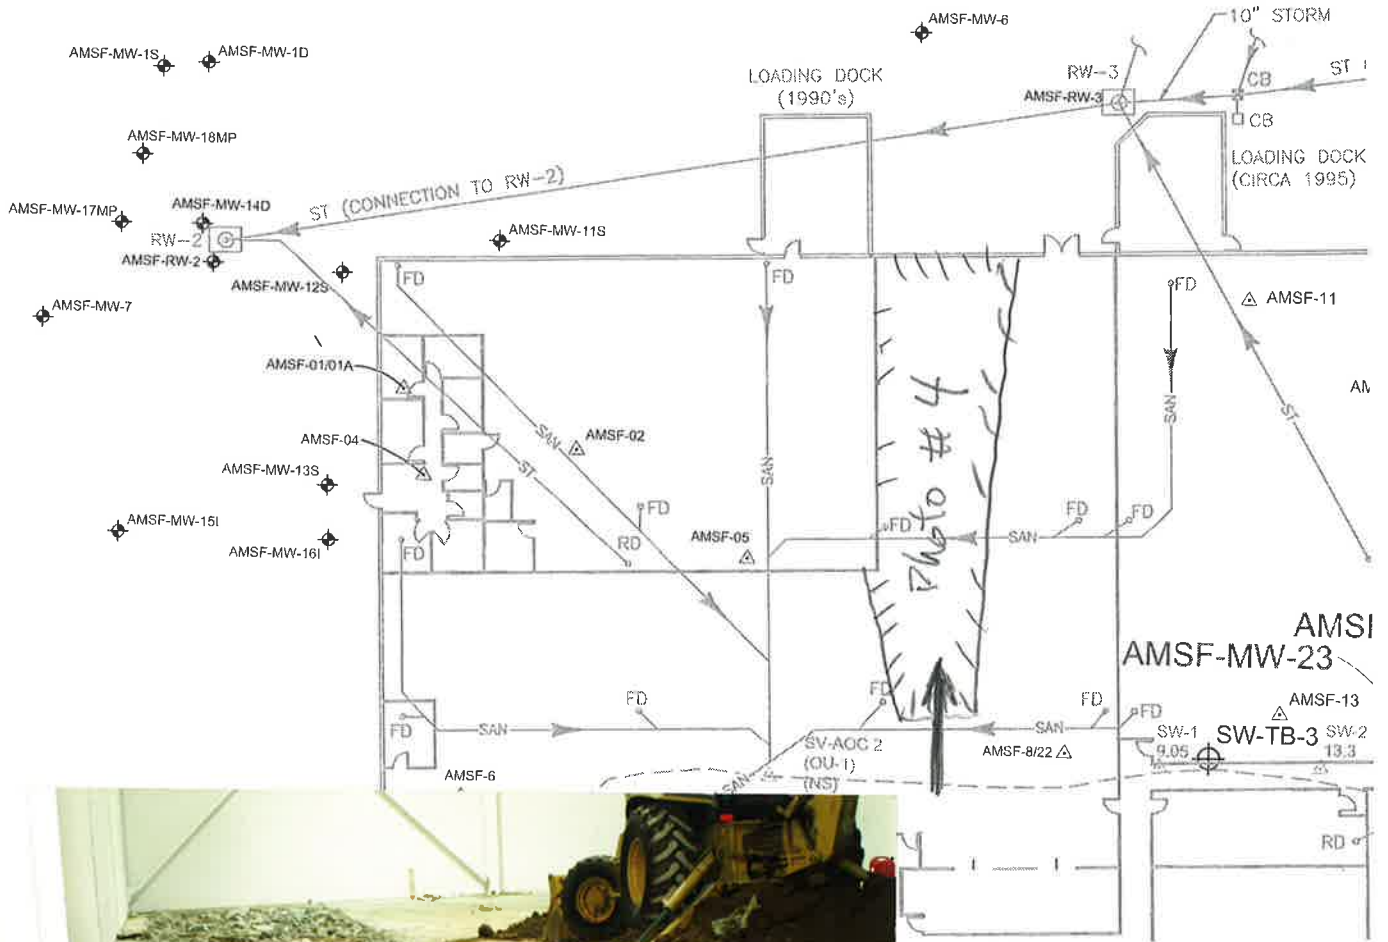 AMSF-MW-6
10" STORM
AMSF-MW-1S
AMSF-MW-1D
LOADING DOCK
(1990's)
RW-3
AMSF-RW-3
CB
ST
CB
AMSF-MW-18MP
LOADING DOCK
(CIRCA 1995)
ST (CONNECTION TO RW-2)
AMSF-MW-17MP
AMSF-MW-14D
RW-2
AMSF-MW-11S
AMSF-RW-2
AMSF-MW-12S
FD
FD
FD
AMSF-MW-7
AMSF-11
AMSF-01/01A
Photo # 4
SAN
ST
AMSF-04
SAN
AMSF-02
ST
SAN
AMSF-MW-13S
AMSF-MW-15I
AMSF-MW-16I
FD
FD
RD
AMSF-05
FD
SAN
FD
FD
AMSF-MW-23
FD
SAN
FD
FD
SAN
FD
FD
AMSF-13
SV-AOC 2
(OU-1)
(NS)
AMSF-8/22
SW-1
9.05
SW-TB-3
SW-2
13.3
AMSF-6
SAN
RD